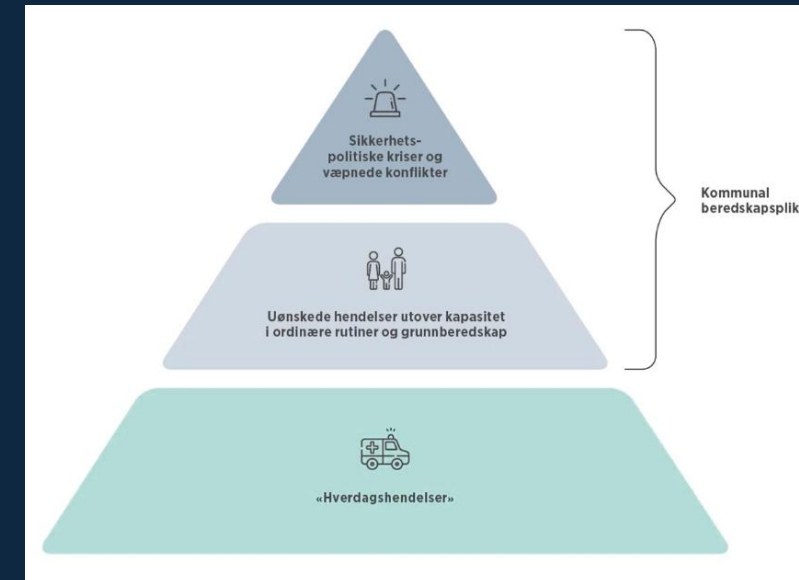 Sikkerhets-
politiske kriser og
væpnede konflikter
Kommunal
beredskapsplik
Uønskede hendelser utover kapasitet
i ordinære rutiner og grunnberedskap
«Hverdagshendelser»